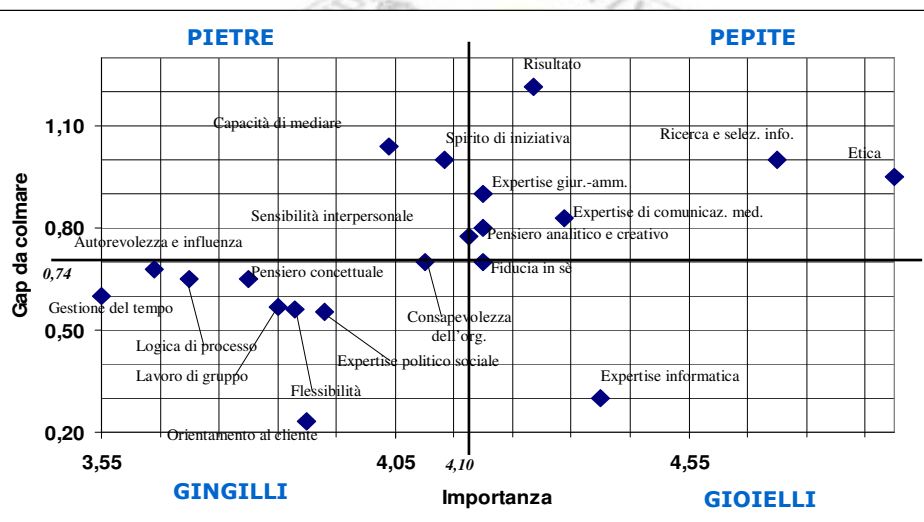 PIETRE
PEPITE
Risultato
Capacità di mediare
1,10
Spirito di iniziativa
Ricerca e selez. info.
Etica
Expertise giur.-amm.
Sensibilità interpersonale
Expertise di comunicaz. med.
0,80
Pensiero analitico e creativo
Autorevolezza e influenza
Gap da colmare
0,74
Pensiero concettuale
Fiducia in sè
Gestione del tempo
Consapevolezza
dell'org.
0,50
Logica di processo
Expertise politico sociale
Lavoro di gruppo
Flessibilità
Expertise informatica
0,20
Orientamento al cliente
3,55
4,05
4,10
4,55
GINGILLI
Importanza
GIOIELLI